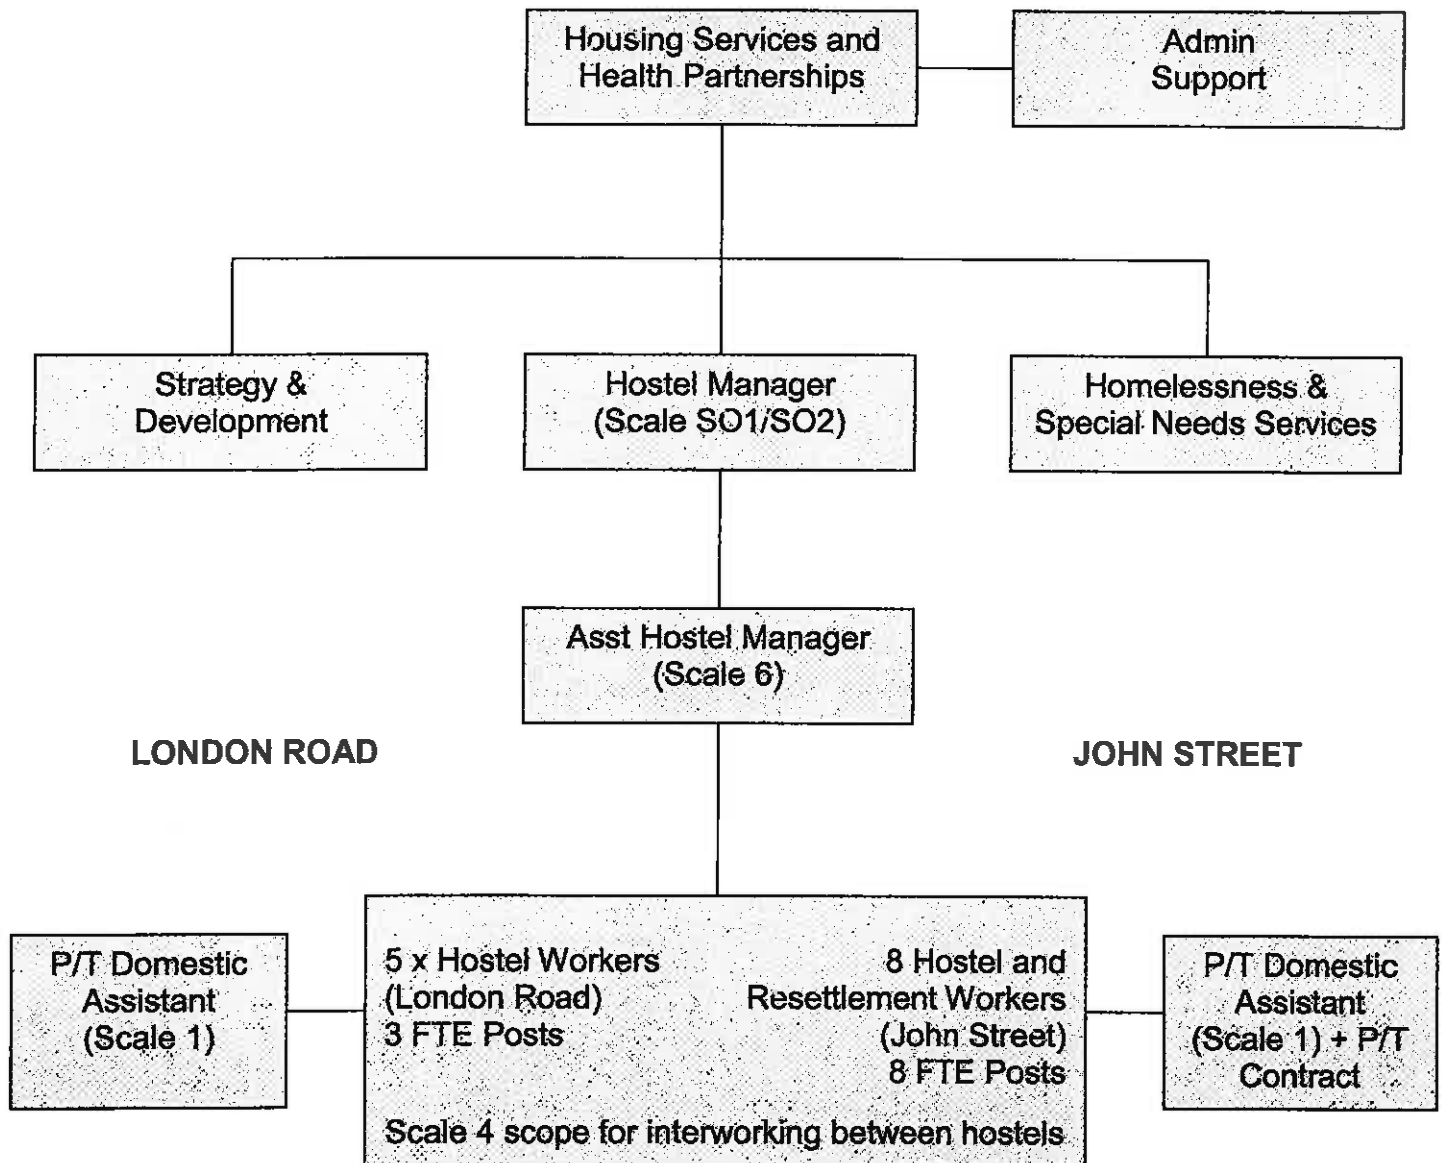 Housing Services and
Health Partnerships
Admin
Support
Strategy &
Development
Hostel Manager
(Scale SO1/SO2)
Homelessness &
Special Needs Services
Asst Hostel Manager
(Scale 6)
LONDON ROAD
JOHN STREET
P/T Domestic
Assistant
(Scale 1)
5 x Hostel Workers
(London Road)
3 FTE Posts
8 Hostel and
Resettlement Workers
(John Street)
8 FTE Posts
Scale 4 scope for interworking between hostels
P/T Domestic
Assistant
(Scale 1) + P/T
Contract